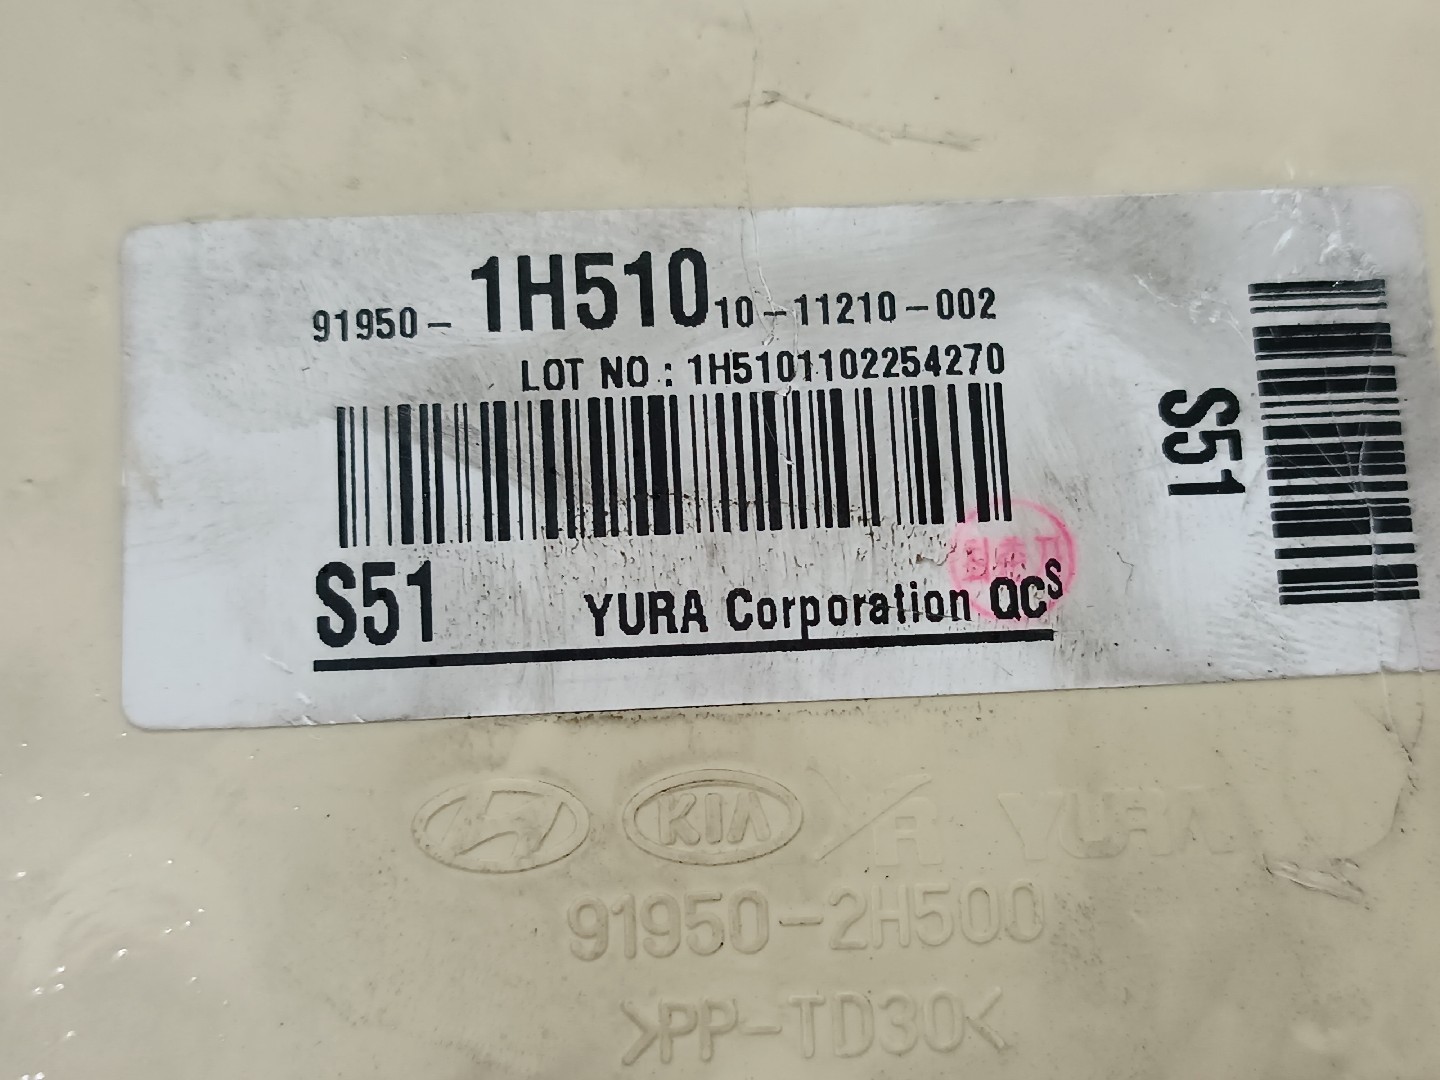 91950- 1H510 10-11210-002
LOT NO : 1H5101102254270
S51
S51
YURA Corporation QCS
KIA YURA
91950-2H500
>PP-TD30<